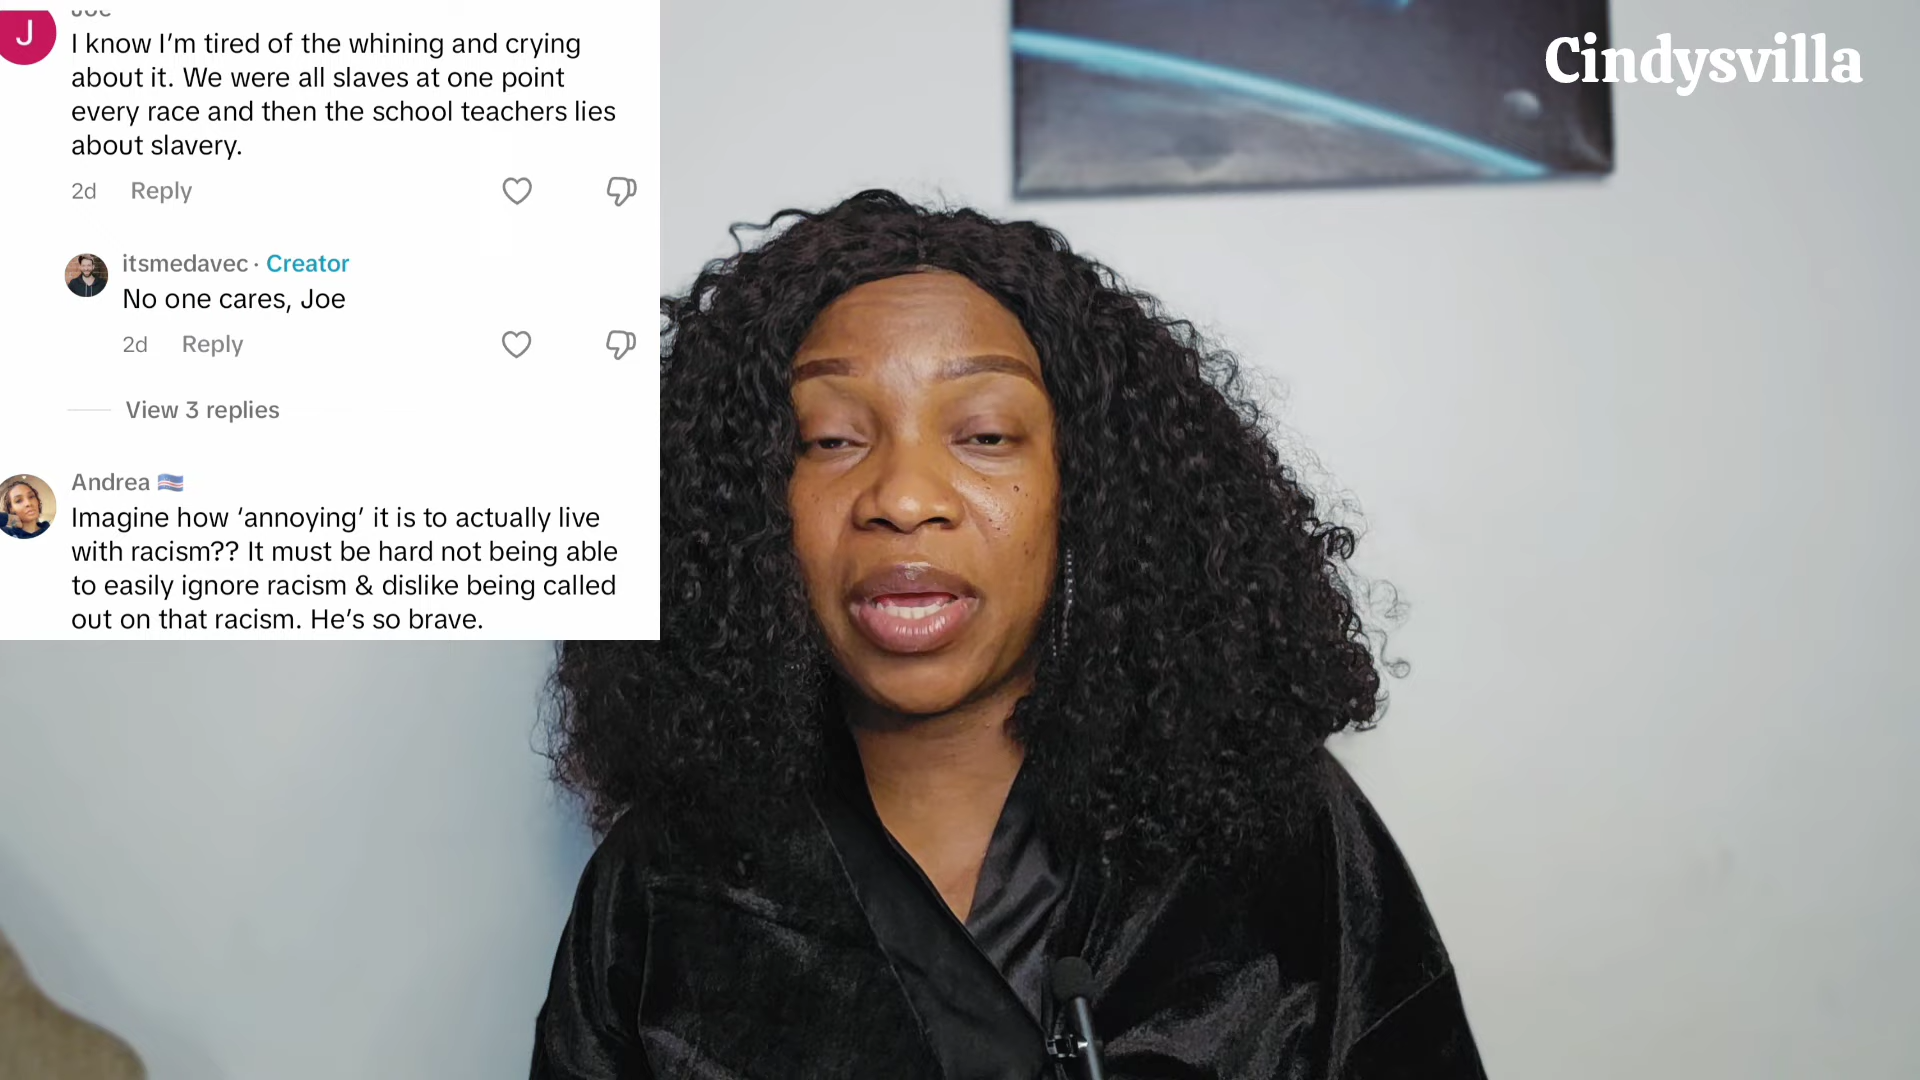 J
Joe
I know I’m tired of the whining and crying
about it. We were all slaves at one point
every race and then the school teachers lies
about slavery.
2d Reply
itsmedavec · Creator
No one cares, Joe
2d Reply
View 3 replies
Andrea
Imagine how ‘annoying’ it is to actually live
with racism?? It must be hard not being able
to easily ignore racism & dislike being called
out on that racism. He’s so brave.
Cindysvilla